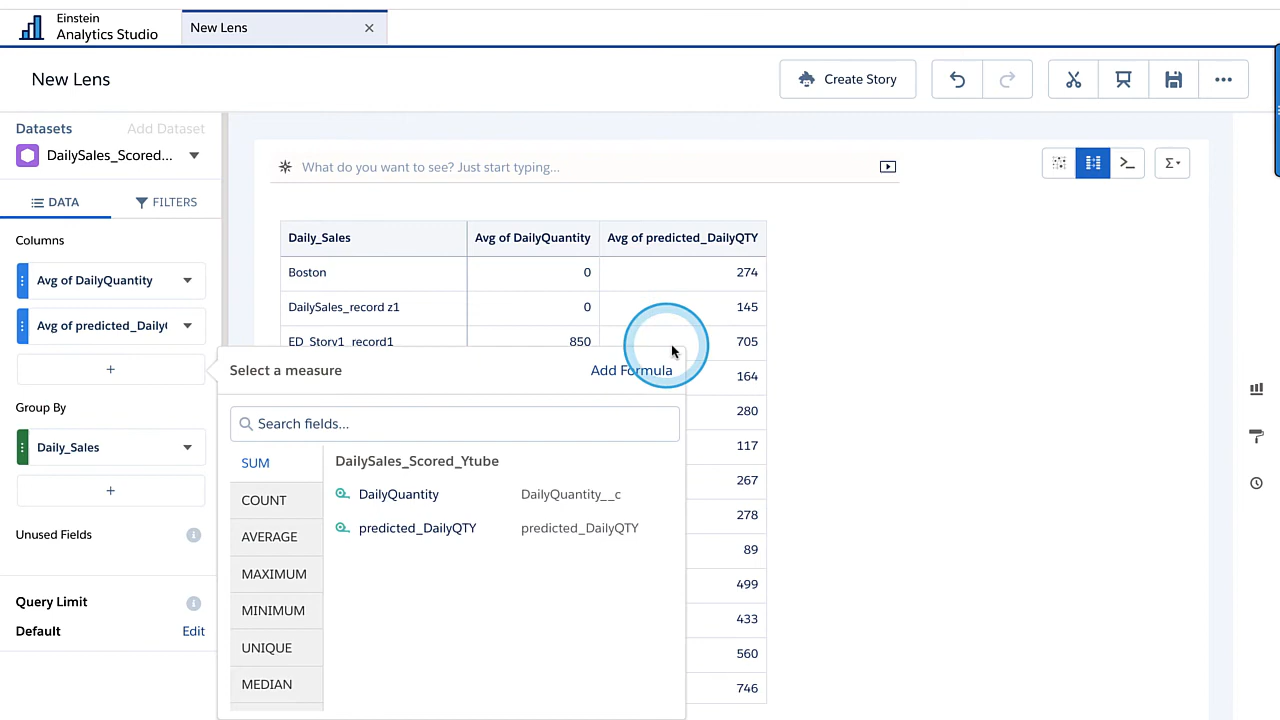 Einstein
Analytics Studio
New Lens
New Lens
Create Story
Datasets
Add Dataset
DailySales_Scored...
DATA
FILTERS
Columns
Avg of DailyQuantity
Avg of predicted_Daily(
Group By
Daily_Sales
Unused Fields
Query Limit
Default
Edit
What do you want to see? Just start typing...
Daily_Sales Avg of DailyQuantity Avg of predicted_DailyQTY
Boston 0 274
DailySales_record z1 0 145
ED_Story1_record1 850 705
164
280
117
267
278
89
499
433
560
746
Select a measure
Add Formula
Search fields...
SUM
COUNT
AVERAGE
MAXIMUM
MINIMUM
UNIQUE
MEDIAN
DailySales_Scored_Ytube
DailyQuantity DailyQuantity__c
predicted_DailyQTY predicted_DailyQTY